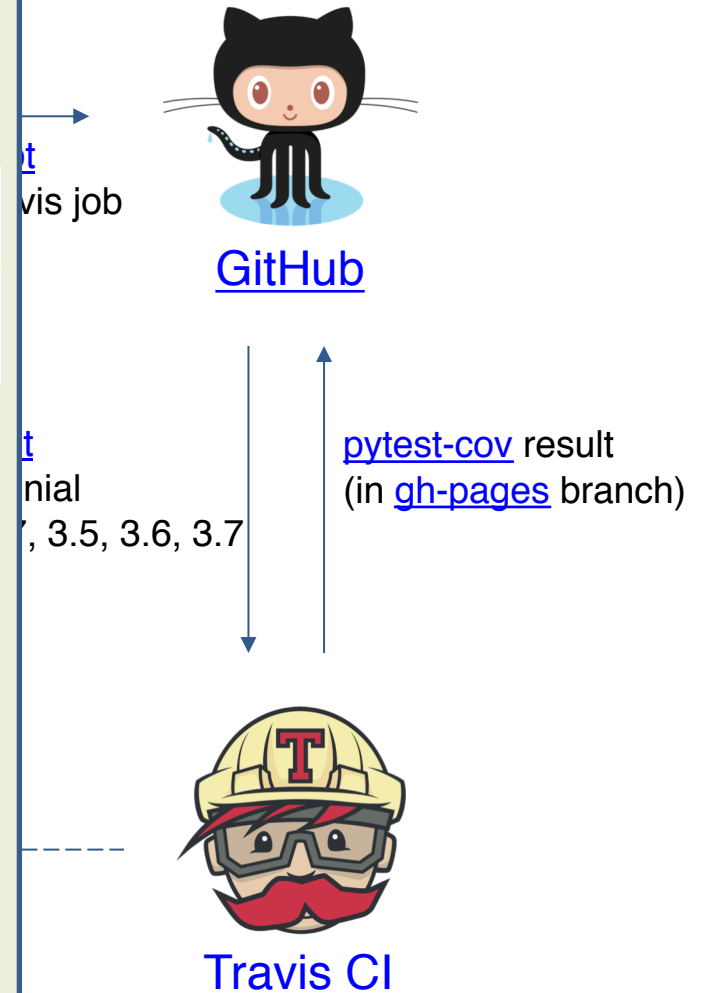 vis job
GitHub
pytest-cov result
(in gh-pages branch)
nial
, 3.5, 3.6, 3.7
T
Travis CI